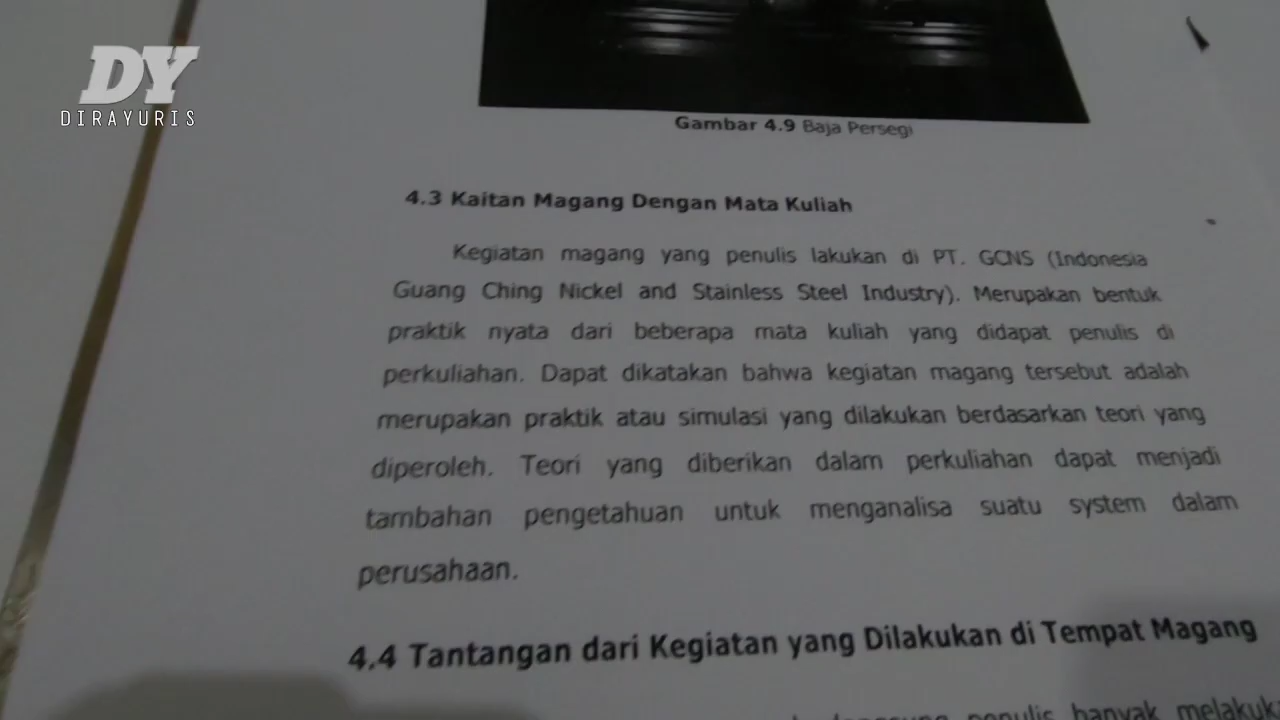 DY
DIRAYURIS
Gambar 4.9 Baja Persegi
4.3 Kaitan Magang Dengan Mata Kuliah
Kegiatan magang yang penulis lakukan di PT. GCNS (Indonesia
Guang Ching Nickel and Stainless Steel Industry). Merupakan bentuk
praktik nyata dari beberapa mata kuliah yang didapat penulis di
perkuliahan. Dapat dikatakan bahwa kegiatan magang tersebut adalah
merupakan praktik atau simulasi yang dilakukan berdasarkan teori yang
diperoleh. Teori yang diberikan dalam perkuliahan dapat menjadi
tambahan pengetahuan untuk menganalisa suatu system dalam
perusahaan.
4.4 Tantangan dari Kegiatan yang Dilakukan di Tempat Magang
penulis banyak